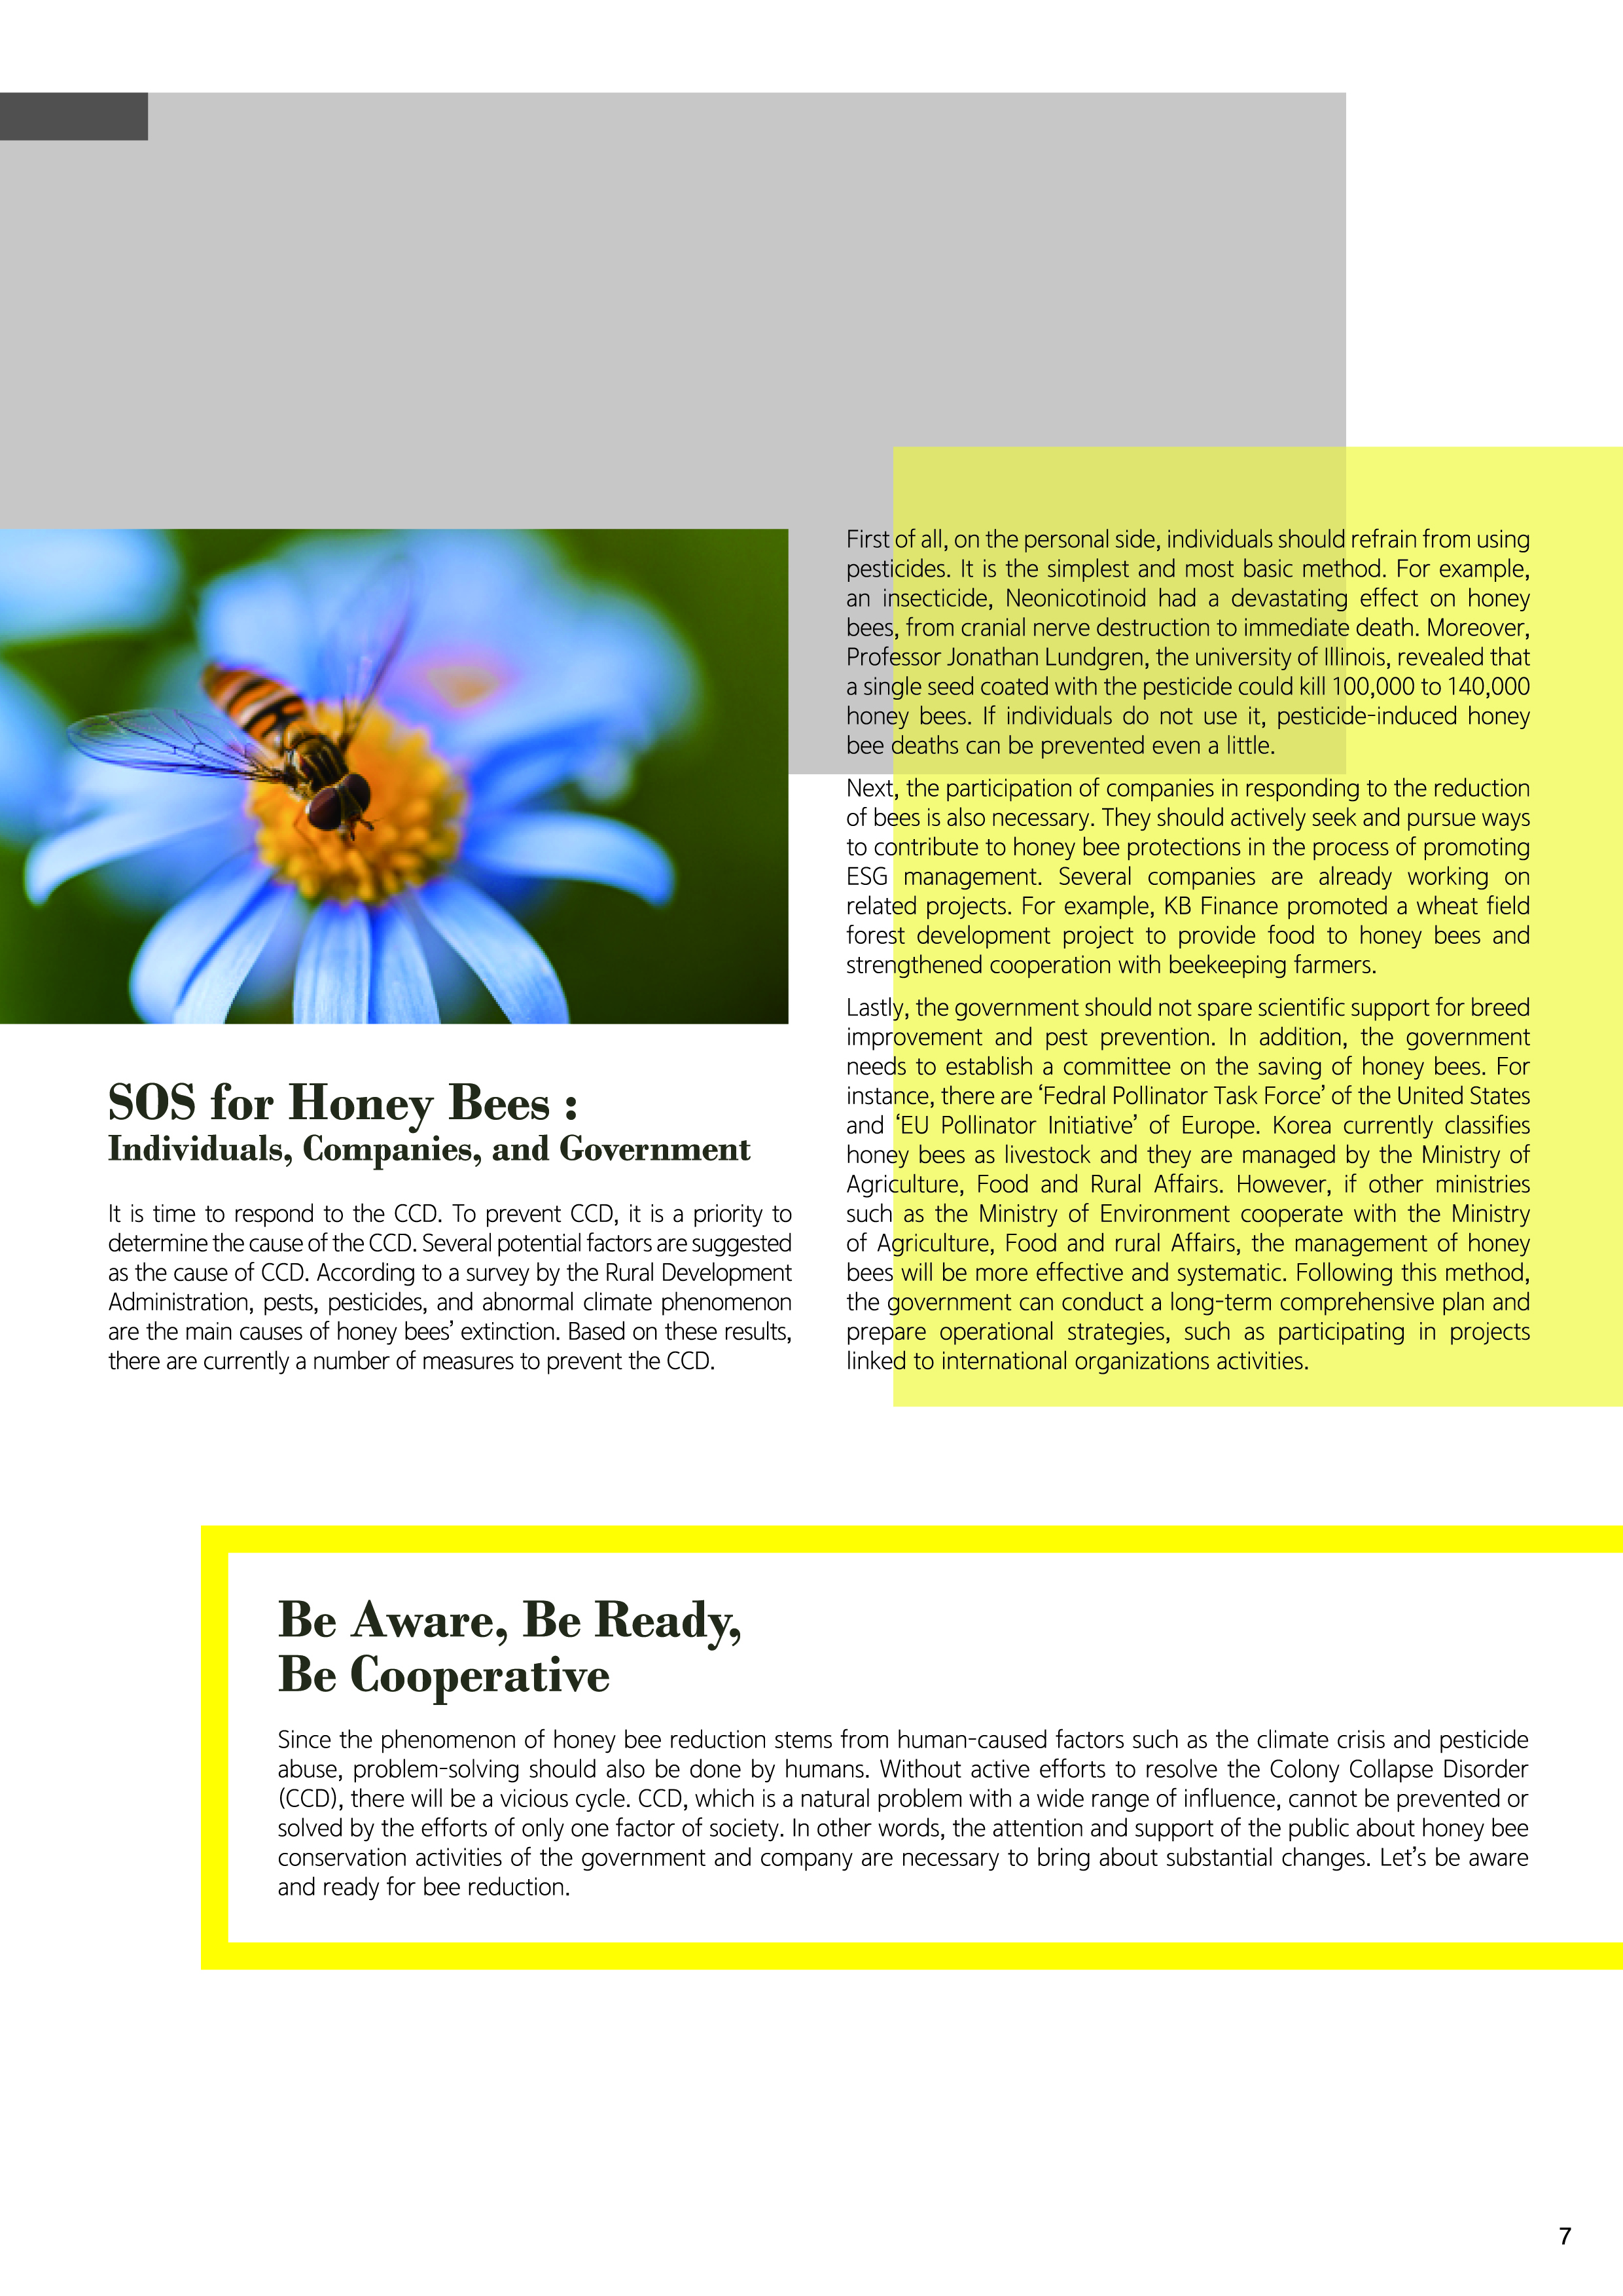 SOS for Honey Bees :
Individuals, Companies, and Government
It is time to respond to the CCD. To prevent CCD, it is a priority to
determine the cause of the CCD. Several potential factors are suggested
as the cause of CCD. According to a survey by the Rural Development
Administration, pests, pesticides, and abnormal climate phenomenon
are the main causes of honey bees’ extinction. Based on these results,
there are currently a number of measures to prevent the CCD.
First of all, on the personal side, individuals should refrain from using
pesticides. It is the simplest and most basic method. For example,
an insecticide, Neonicotinoid had a devastating effect on honey
bees, from cranial nerve destruction to immediate death. Moreover,
Professor Jonathan Lundgren, the university of Illinois, revealed that
a single seed coated with the pesticide could kill 100,000 to 140,000
honey bees. If individuals do not use it, pesticide-induced honey
bee deaths can be prevented even a little.
Next, the participation of companies in responding to the reduction
of bees is also necessary. They should actively seek and pursue ways
to contribute to honey bee protections in the process of promoting
ESG management. Several companies are already working on
related projects. For example, KB Finance promoted a wheat field
forest development project to provide food to honey bees and
strengthened cooperation with beekeeping farmers.
Lastly, the government should not spare scientific support for breed
improvement and pest prevention. In addition, the government
needs to establish a committee on the saving of honey bees. For
instance, there are ‘Fedral Pollinator Task Force’ of the United States
and ‘EU Pollinator Initiative’ of Europe. Korea currently classifies
honey bees as livestock and they are managed by the Ministry of
Agriculture, Food and Rural Affairs. However, if other ministries
such as the Ministry of Environment cooperate with the Ministry
of Agriculture, Food and rural Affairs, the management of honey
bees will be more effective and systematic. Following this method,
the government can conduct a long-term comprehensive plan and
prepare operational strategies, such as participating in projects
linked to international organizations activities.
Be Aware, Be Ready,
Be Cooperative
Since the phenomenon of honey bee reduction stems from human-caused factors such as the climate crisis and pesticide
abuse, problem-solving should also be done by humans. Without active efforts to resolve the Colony Collapse Disorder
(CCD), there will be a vicious cycle. CCD, which is a natural problem with a wide range of influence, cannot be prevented or
solved by the efforts of only one factor of society. In other words, the attention and support of the public about honey bee
conservation activities of the government and company are necessary to bring about substantial changes. Let’s be aware
and ready for bee reduction.
7